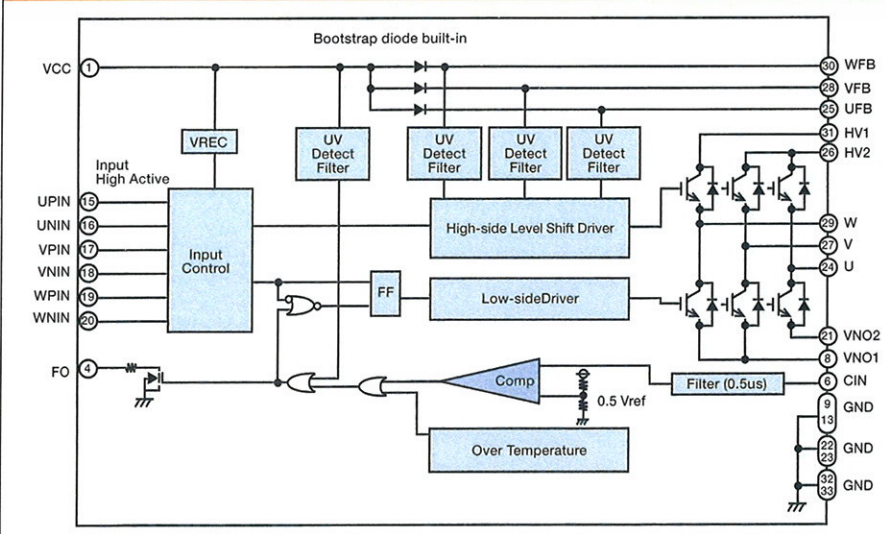 Bootstrap diode built-in
VCC 1
30 WFB
28 VFB
25 UFB
31 HV1
26 HV2
VREC
UV Detect Filter
UV Detect Filter
UV Detect Filter
UV Detect Filter
Input High Active
UPIN 15
UNIN 16
VPIN 17
VNIN 18
WPIN 19
WNIN 20
Input Control
High-side Level Shift Driver
29 W
27 V
24 U
FF
Low-sideDriver
21 VNO2
8 VNO1
FO 4
Comp
0.5 Vref
Filter (0.5us)
6 CIN
Over Temperature
9 13 GND
22 23 GND
32 33 GND